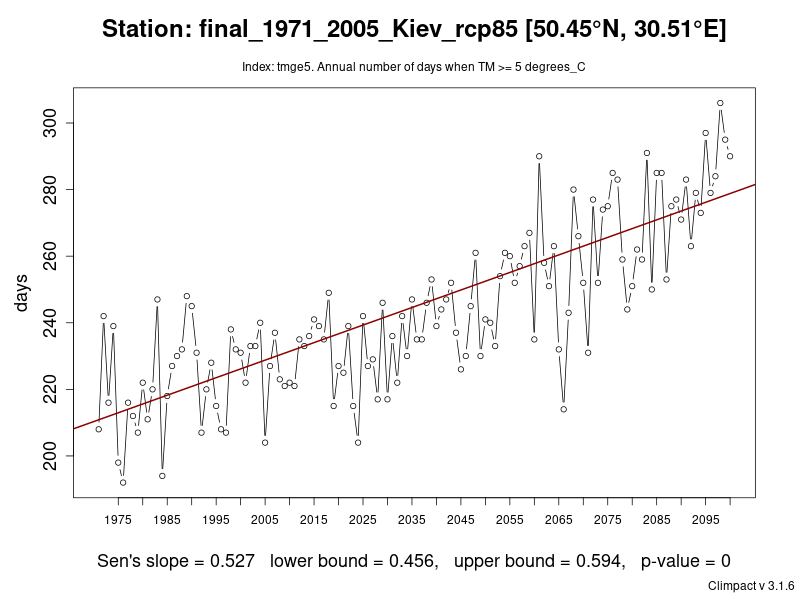 Station: final_1971_2005_Kiev_rcp85 [50.45°N, 30.51°E]
Index: tmge5. Annual number of days when TM >= 5 degrees_C
300
280
260
240
220
200
days
1975 1985 1995 2005 2015 2025 2035 2045 2055 2065 2075 2085 2095
Sen's slope = 0.527 lower bound = 0.456, upper bound = 0.594, p-value = 0
Climpact v 3.1.6